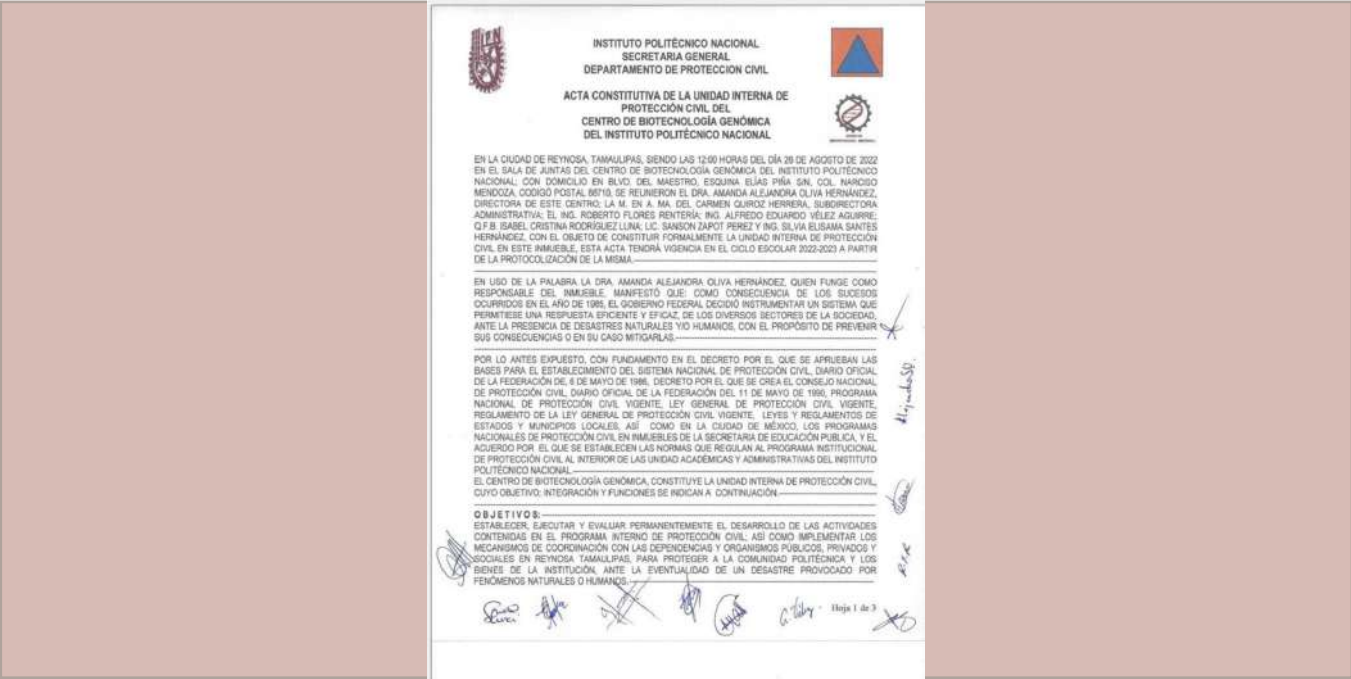 INSTITUTO POLITÉCNICO NACIONAL
SECRETARIA GENERAL
DEPARTAMENTO DE PROTECCION CIVIL
ACTA CONSTITUTIVA DE LA UNIDAD INTERNA DE
PROTECCIÓN CIVIL DEL
CENTRO DE BIOTECNOLOGÍA GENÓMICA
DEL INSTITUTO POLITÉCNICO NACIONAL
EN LA CIUDAD DE REYNOSA, TAMAULIPAS, SIENDO LAS 12:00 HORAS DEL DÍA 26 DE AGOSTO DE 2022
EN EL SALA DE JUNTAS DEL CENTRO DE BIOTECNOLOGÍA GENÓMICA DEL INSTITUTO POLITÉCNICO
NACIONAL; CON DOMICILIO EN BLVD. DEL MAESTRO, ESQUINA ELÍAS PIÑA S/N, COL. NARCISO
MENDOZA, CODIGÓ POSTAL 88710, SE REUNIERON EL DRA. AMANDA ALEJANDRA OLIVA HERNÁNDEZ,
DIRECTORA DE ESTE CENTRO; LA M. EN A. MA. DEL CARMEN QUIROZ HERRERA, SUBDIRECTORA
ADMINISTRATIVA; EL ING. ROBERTO FLORES RENTERÍA; ING. ALFREDO EDUARDO VÉLEZ AGUIRRE;
Q.F.B. ISABEL CRISTINA RODRÍGUEZ LUNA; LIC. SANSON ZAPOT PEREZ Y ING. SILVIA ELISAMA SANTES
HERNÁNDEZ, CON EL OBJETO DE CONSTITUIR FORMALMENTE LA UNIDAD INTERNA DE PROTECCIÓN
CIVIL EN ESTE INMUEBLE, ESTA ACTA TENDRÁ VIGENCIA EN EL CICLO ESCOLAR 2022-2023 A PARTIR
DE LA PROTOCOLIZACIÓN DE LA MISMA.
EN USO DE LA PALABRA LA DRA. AMANDA ALEJANDRA OLIVA HERNÁNDEZ, QUIEN FUNGE COMO
RESPONSABLE DEL INMUEBLE, MANIFESTÓ QUE: COMO CONSECUENCIA DE LOS SUCESOS
OCURRIDOS EN EL AÑO DE 1985, EL GOBIERNO FEDERAL DECIDIÓ INSTRUMENTAR UN SISTEMA QUE
PERMITIESE UNA RESPUESTA EFICIENTE Y EFICAZ, DE LOS DIVERSOS SECTORES DE LA SOCIEDAD,
ANTE LA PRESENCIA DE DESASTRES NATURALES Y/O HUMANOS, CON EL PROPÓSITO DE PREVENIR
SUS CONSECUENCIAS O EN SU CASO MITIGARLAS.
POR LO ANTES EXPUESTO, CON FUNDAMENTO EN EL DECRETO POR EL QUE SE APRUEBAN LAS
BASES PARA EL ESTABLECIMIENTO DEL SISTEMA NACIONAL DE PROTECCIÓN CIVIL, DIARIO OFICIAL
DE LA FEDERACIÓN DE, 6 DE MAYO DE 1986, DECRETO POR EL QUE SE CREA EL CONSEJO NACIONAL
DE PROTECCIÓN CIVIL, DIARIO OFICIAL DE LA FEDERACIÓN DEL 11 DE MAYO DE 1990, PROGRAMA
NACIONAL DE PROTECCIÓN CIVIL VIGENTE, LEY GENERAL DE PROTECCIÓN CIVIL VIGENTE,
REGLAMENTO DE LA LEY GENERAL DE PROTECCIÓN CIVIL VIGENTE, LEYES Y REGLAMENTOS DE
ESTADOS Y MUNICIPIOS LOCALES, ASÍ COMO EN LA CIUDAD DE MÉXICO, LOS PROGRAMAS
NACIONALES DE PROTECCIÓN CIVIL EN INMUEBLES DE LA SECRETARIA DE EDUCACIÓN PUBLICA, Y EL
ACUERDO POR EL QUE SE ESTABLECEN LAS NORMAS QUE REGULAN AL PROGRAMA INSTITUCIONAL
DE PROTECCIÓN CIVIL AL INTERIOR DE LAS UNIDAD ACADÉMICAS Y ADMINISTRATIVAS DEL INSTITUTO
POLITÉCNICO NACIONAL.
EL CENTRO DE BIOTECNOLOGÍA GENÓMICA, CONSTITUYE LA UNIDAD INTERNA DE PROTECCIÓN CIVIL,
CUYO OBJETIVO; INTEGRACIÓN Y FUNCIONES SE INDICAN A CONTINUACIÓN.
OBJETIVOS:
ESTABLECER, EJECUTAR Y EVALUAR PERMANENTEMENTE EL DESARROLLO DE LAS ACTIVIDADES
CONTENIDAS EN EL PROGRAMA INTERNO DE PROTECCIÓN CIVIL; ASÍ COMO IMPLEMENTAR LOS
MECANISMOS DE COORDINACIÓN CON LAS DEPENDENCIAS Y ORGANISMOS PÚBLICOS, PRIVADOS Y
SOCIALES EN REYNOSA TAMAULIPAS, PARA PROTEGER A LA COMUNIDAD POLITÉCNICA Y LOS
BIENES DE LA INSTITUCIÓN, ANTE LA EVENTUALIDAD DE UN DESASTRE PROVOCADO POR
FENÓMENOS NATURALES O HUMANOS.
Hoja 1 de 3